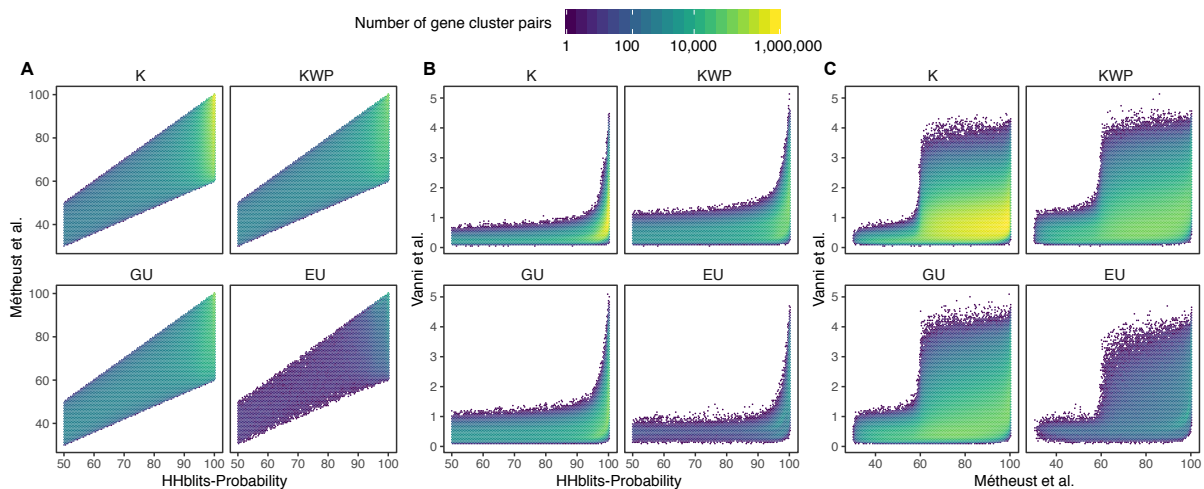 Number of gene cluster pairs
1 100 10,000 1,000,000
A
K KWP
100
80
60
40
GU EU
100
80
60
40
50 60 70 80 90 100 50 60 70 80 90 100
Métheust et al.
HHblits-Probability
B
K KWP
5
4
3
2
1
0
GU EU
5
4
3
2
1
0
50 60 70 80 90 100 50 60 70 80 90 100
Vanni et al.
HHblits-Probability
C
K KWP
5
4
3
2
1
0
GU EU
5
4
3
2
1
0
40 60 80 100 40 60 80 100
Vanni et al.
Métheust et al.